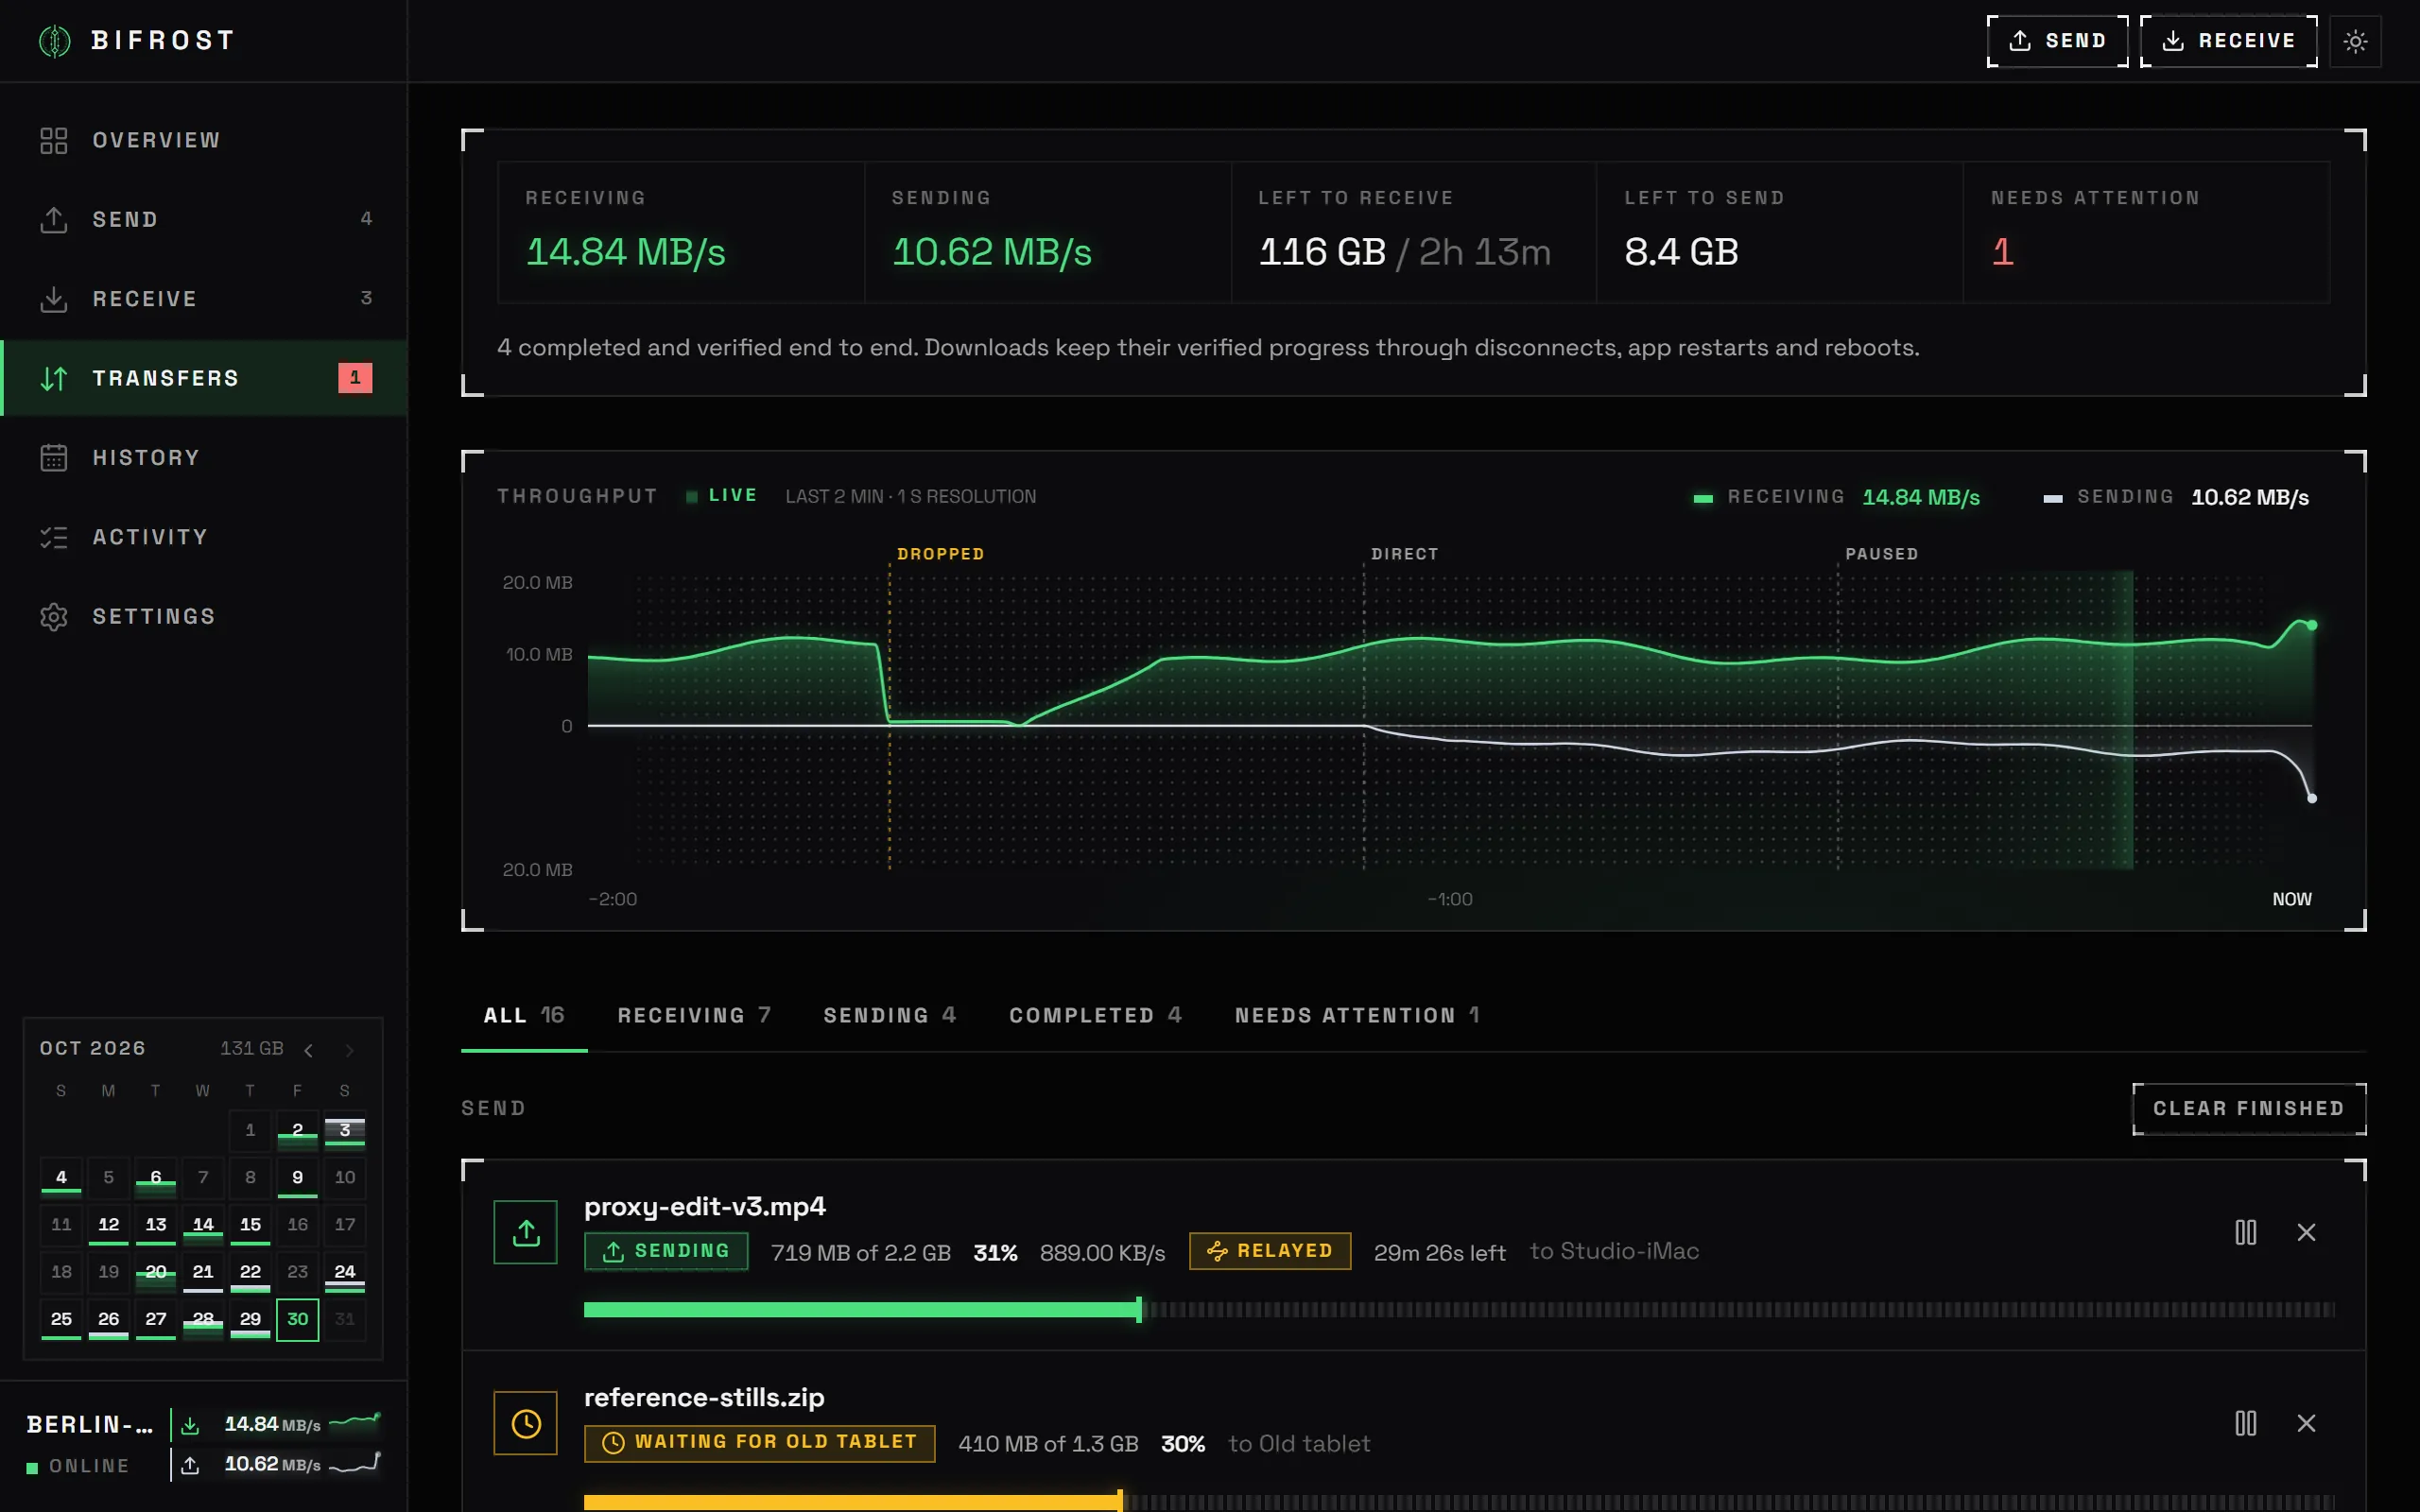 BIFROST
SEND
RECEIVE
OVERVIEW
SEND 4
RECEIVE 3
TRANSFERS 1
HISTORY
ACTIVITY
SETTINGS
OCT 2026 131 GB
S M T W T F S
1 2 3
4 5 6 7 8 9 10
11 12 13 14 15 16 17
18 19 20 21 22 23 24
25 26 27 28 29 30 31
BERLIN-…
ONLINE
14.84 MB/s
10.62 MB/s
RECEIVING
14.84 MB/s
SENDING
10.62 MB/s
LEFT TO RECEIVE
116 GB / 2h 13m
LEFT TO SEND
8.4 GB
NEEDS ATTENTION
1
4 completed and verified end to end. Downloads keep their verified progress through disconnects, app restarts and reboots.
THROUGHPUT LIVE LAST 2 MIN · 1 S RESOLUTION
RECEIVING 14.84 MB/s SENDING 10.62 MB/s
DROPPED DIRECT PAUSED
20.0 MB
10.0 MB
0
20.0 MB
−2:00 −1:00 NOW
ALL 16 RECEIVING 7 SENDING 4 COMPLETED 4 NEEDS ATTENTION 1
SEND
CLEAR FINISHED
proxy-edit-v3.mp4
SENDING 719 MB of 2.2 GB 31% 889.00 KB/s RELAYED 29m 26s left to Studio-iMac
reference-stills.zip
WAITING FOR OLD TABLET 410 MB of 1.3 GB 30% to Old tablet